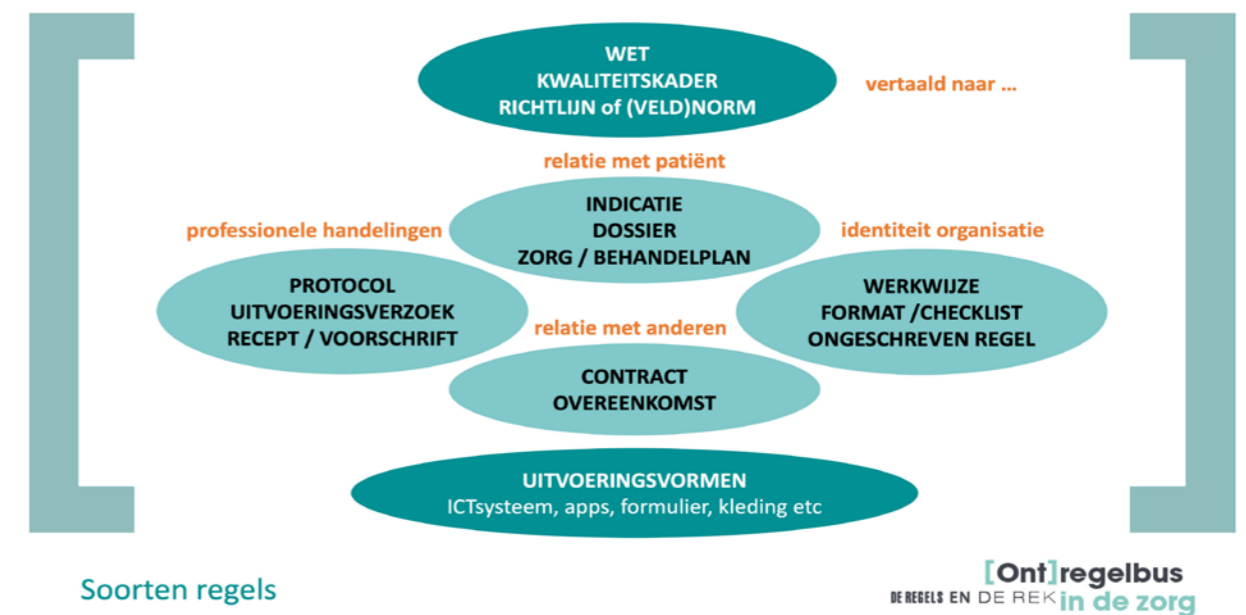 WET
KWALITEITSKADER
RICHTLIJN of (VELD)NORM
vertaald naar ...
relatie met patiënt
INDICATIE
DOSSIER
ZORG / BEHANDELPLAN
professionele handelingen
PROTOCOL
UITVOERINGSVERZOEK
RECEPT / VOORSCHRIFT
identiteit organisatie
WERKWIJZE
FORMAT /CHECKLIST
ONGESCHREVEN REGEL
relatie met anderen
CONTRACT
OVEREENKOMST
UITVOERINGSVORMEN
ICTsysteem, apps, formulier, kleding etc
Soorten regels
[Ont]regelbus
DE REGELS EN DE REK in de zorg